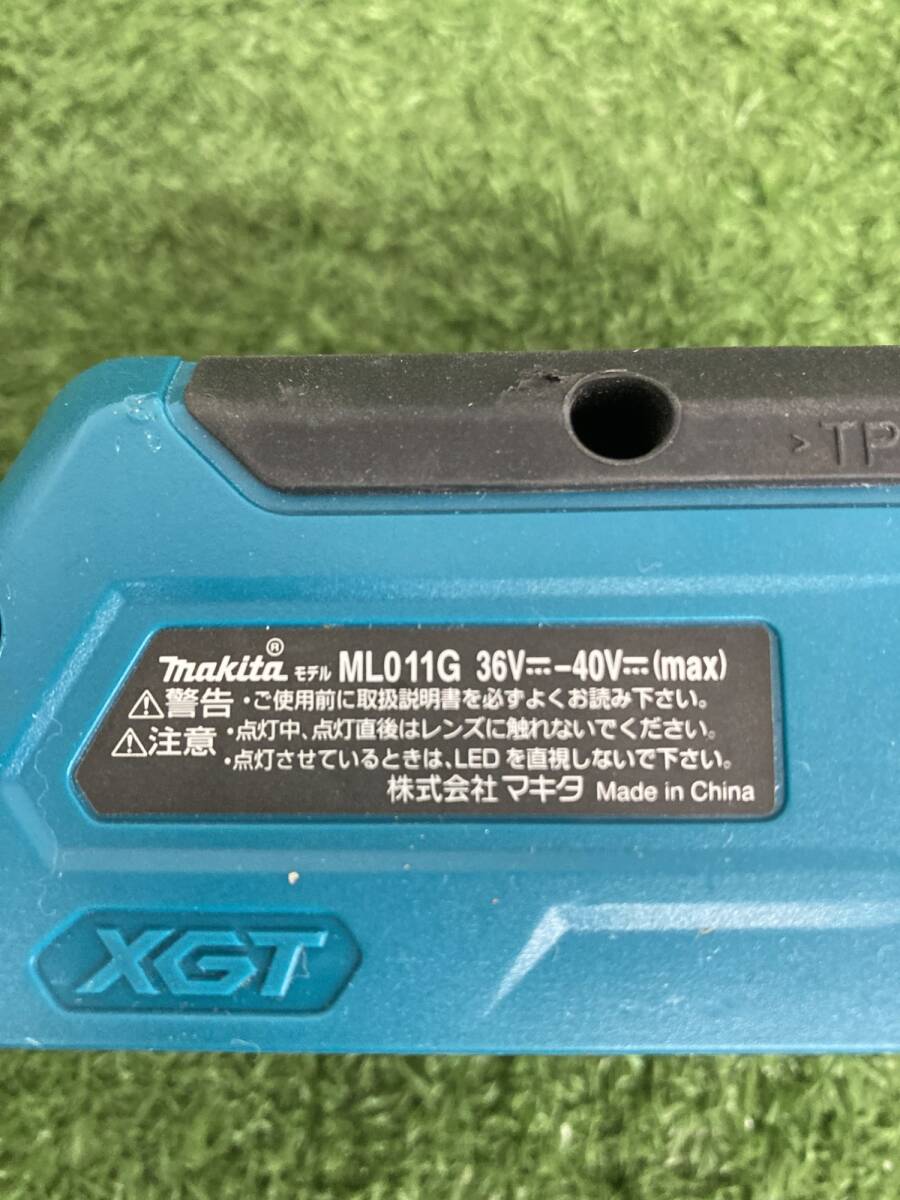 >TP
makita® モデル ML011G 36V⎓-40V⎓(max)
⚠警告 ・ご使用前に取扱説明書を必ずよくお読み下さい。
⚠注意 ・点灯中、点灯直後はレンズに触れないでください。
・点灯させているときは、LEDを直視しないで下さい。
株式会社マキタ Made in China
XGT